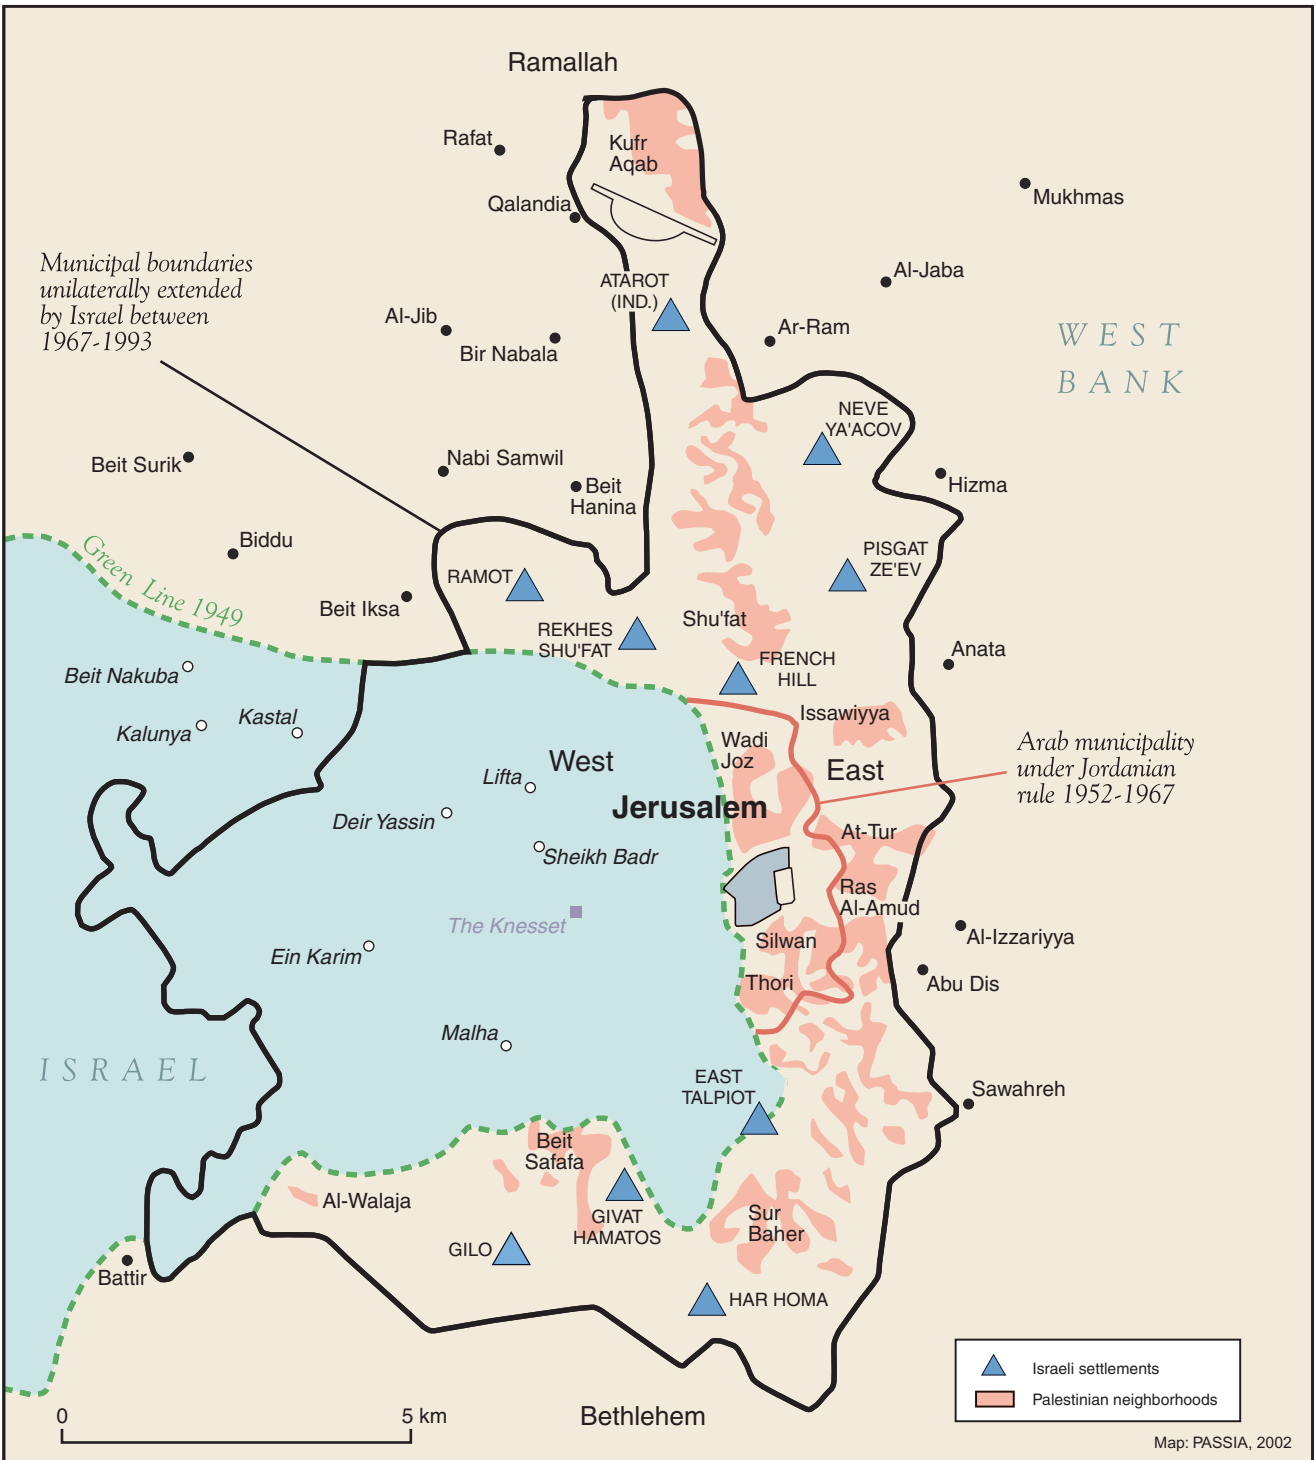 Ramallah
Rafat
Kufr
Aqab
Mukhmas
Qalandia
Municipal boundaries
unilaterally extended
by Israel between
1967-1993
ATAROT
(IND.)
Al-Jaba
Al-Jib
Bir Nabala
Ar-Ram
WEST
BANK
NEVE
YA'ACOV
Beit Surik
Nabi Samwil
Beit
Hanina
Hizma
Green Line 1949
Biddu
PISGAT
ZE'EV
RAMOT
Beit Iksa
REKHES
SHU'FAT
Shu'fat
Anata
FRENCH
HILL
Beit Nakuba
Kalunya
Kastal
Issawiyya
Wadi
Joz
Arab municipality
under Jordanian
rule 1952-1967
West
East
Lifta
Jerusalem
Deir Yassin
At-Tur
Sheikh Badr
Ras
Al-Amud
The Knesset
Silwan
Al-Izzariyya
Ein Karim
Thori
Abu Dis
Malha
ISRAEL
EAST
TALPIOT
Sawahreh
Beit
Safafa
Al-Walaja
GIVAT
HAMATOS
Sur
Baher
GILO
Battir
HAR HOMA
Israeli settlements
Palestinian neighborhoods
0
5 km
Bethlehem
Map: PASSIA, 2002